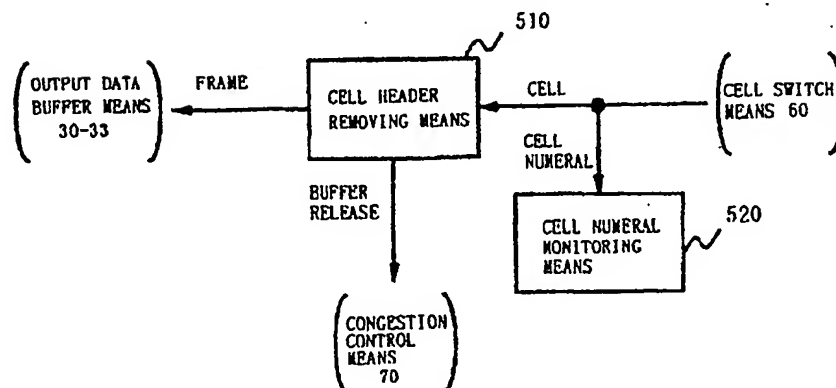 510
OUTPUT DATA
BUFFER MEANS
30-33
FRAME
CELL HEADER
REMOVING MEANS
CELL
CELL SWITCH
MEANS 60
CELL
NUMERAL
BUFFER
RELEASE
520
CELL NUMERAL
MONITORING
MEANS
CONGESTION
CONTROL
MEANS
70